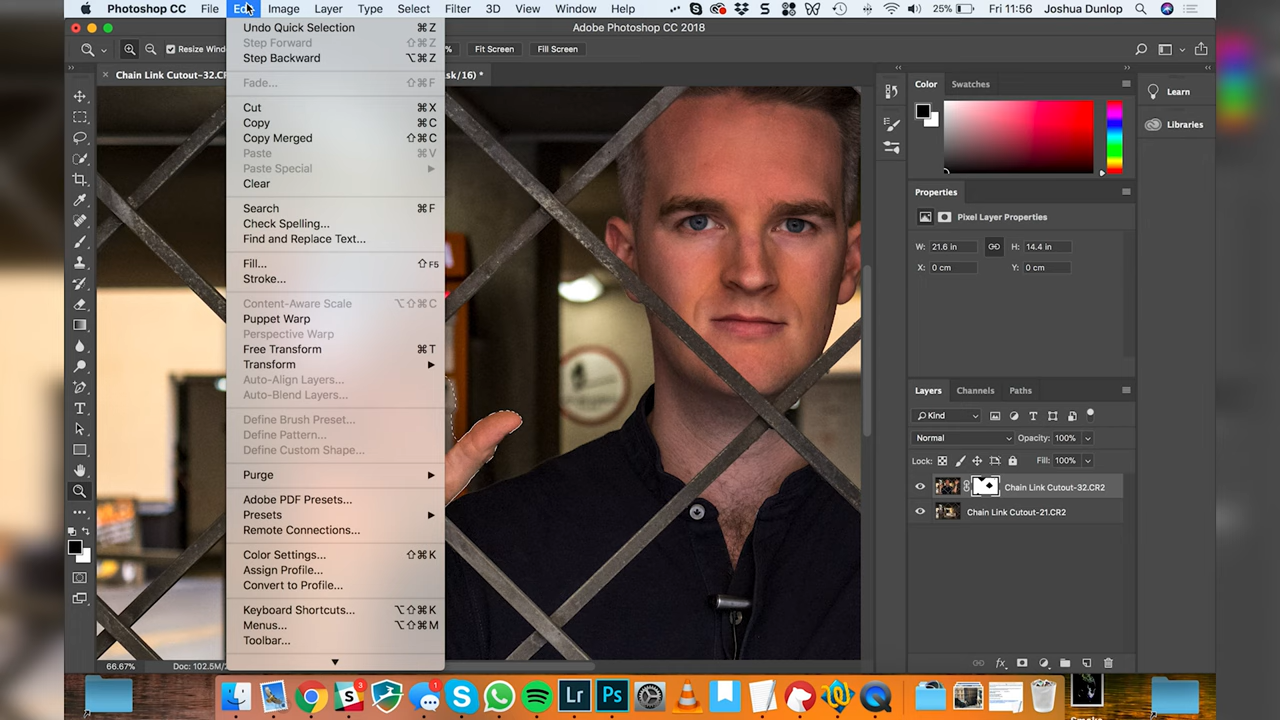 Photoshop CC File Edit Image Layer Type Select Filter 3D View Window Help 25% Fri 11:56 Joshua Dunlop
Adobe Photoshop CC 2018
Resize Wind % Fit Screen Fill Screen
Chain Link Cutout-32.CR sk/16) *
Undo Quick Selection ⌘Z
Step Forward ⇧⌘Z
Step Backward ⌥⌘Z
Fade... ⇧⌘F
Cut ⌘X
Copy ⌘C
Copy Merged ⇧⌘C
Paste ⌘V
Paste Special
Clear
Search ⌘F
Check Spelling...
Find and Replace Text...
Fill... ⇧F5
Stroke...
Content-Aware Scale ⌥⇧⌘C
Puppet Warp
Perspective Warp
Free Transform ⌘T
Transform
Auto-Align Layers...
Auto-Blend Layers...
Define Brush Preset...
Define Pattern...
Define Custom Shape...
Purge
Adobe PDF Presets...
Presets
Remote Connections...
Color Settings... ⇧⌘K
Assign Profile...
Convert to Profile...
Keyboard Shortcuts... ⌥⇧⌘K
Menus... ⌥⇧⌘M
Toolbar...
Color Swatches
Learn
Libraries
Properties
Pixel Layer Properties
W: 21.6 in H: 14.4 in
X: 0 cm Y: 0 cm
Layers Channels Paths
Kind
Normal Opacity: 100%
Lock: Fill: 100%
Chain Link Cutout-32.CR2
Chain Link Cutout-21.CR2
fx
66.67% Doc: 102.5M/2
3 1
Lr Ps